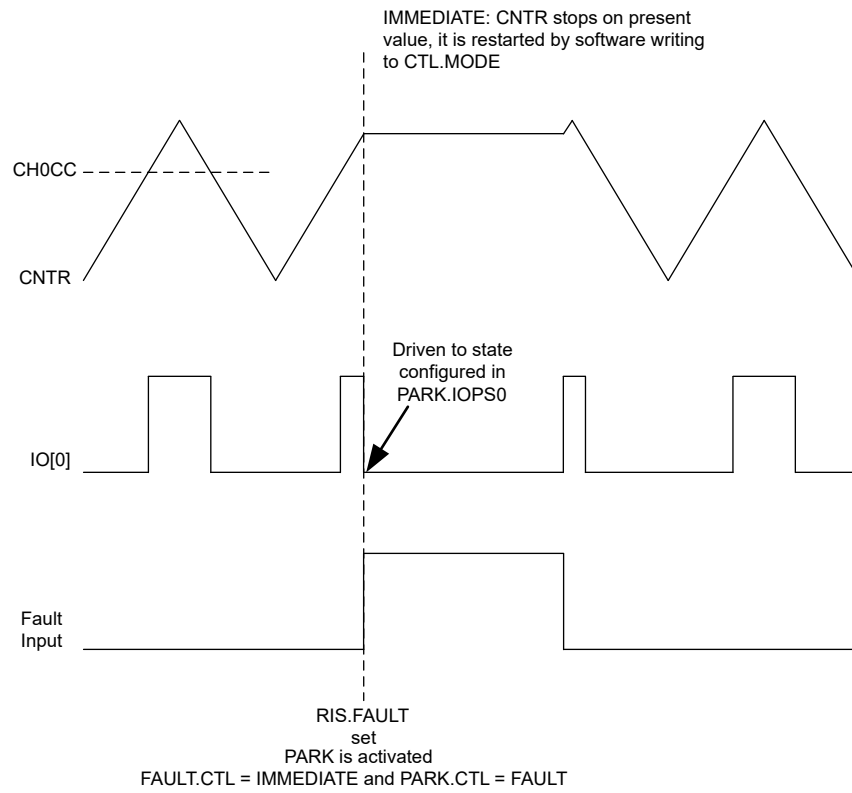 IMMEDIATE: CNTR stops on present
value, it is restarted by software writing
to CTL.MODE
CH0CC
CNTR
Driven to state
configured in
PARK.IOPS0
IO[0]
Fault
Input
RIS.FAULT
set
PARK is activated
FAULT.CTL = IMMEDIATE and PARK.CTL = FAULT